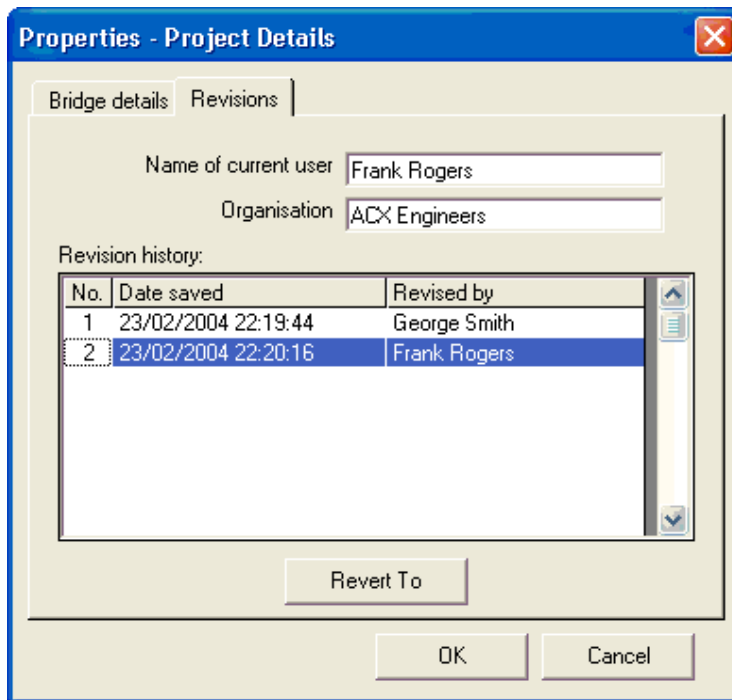 Properties - Project Details
Bridge details Revisions
Name of current user Frank Rogers
Organisation ACX Engineers
Revision history:
No. Date saved Revised by
1 23/02/2004 22:19:44 George Smith
2 23/02/2004 22:20:16 Frank Rogers
Revert To
OK Cancel